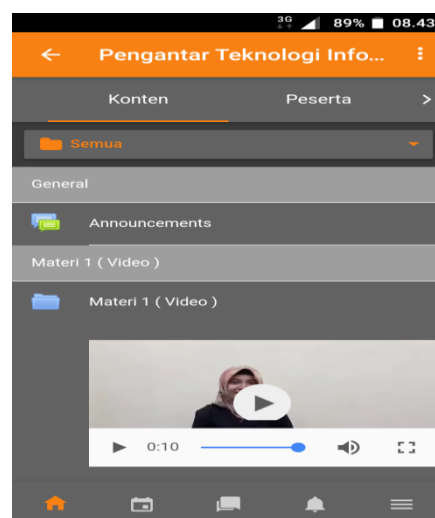 3G 89% 08.43
Pengantar Teknologi Info...
Konten Peserta
Semua
General
Announcements
Materi 1 ( Video )
Materi 1 ( Video )
0:10